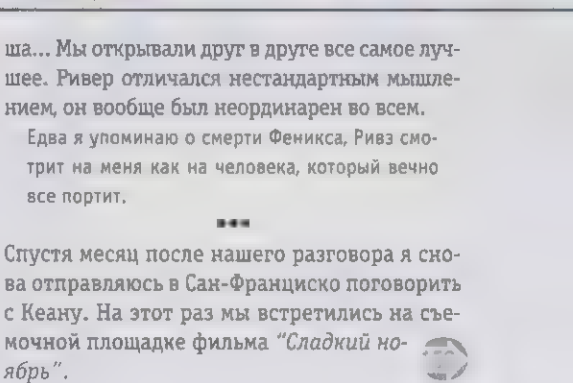 ша... Мы открывали друг в друге все самое луч-
шее. Ривер отличался нестандартным мышле-
нием, он вообще был неординарен во всем.
Едва я упоминаю о смерти Феникса, Ривз смо-
трит на меня как на человека, который вечно
все портит.
***
Спустя месяц после нашего разговора я сно-
ва отправляюсь в Сан-Франциско поговорить
с Кеану. На этот раз мы встретились на съе-
мочной площадке фильма "Сладкий но-
ябрь".